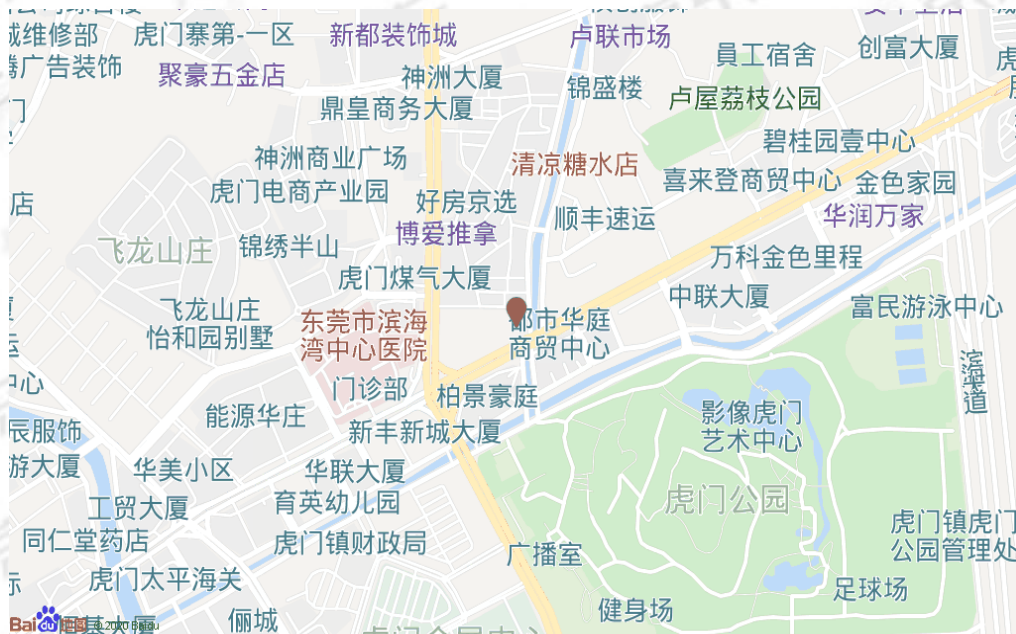 城维修部
虎门寨第-一区
新都装饰城
卢联市场
員工宿舍
创富大厦
腾广告装饰
聚豪五金店
神洲大厦
锦盛楼
卢屋荔枝公园
鼎皇商务大厦
门
碧桂园壹中心
神洲商业广场
清凉糖水店
虎门电商产业园
喜来登商贸中心
金色家园
店
好房京选
顺丰速运
华润万家
博爱推拿
飞龙山庄
锦绣半山
万科金色里程
虎门煤气大厦
中联大厦
富民游泳中心
飞龙山庄
怡和园别墅
东莞市滨海
湾中心医院
都市华庭
商贸中心
滨海大道
中心
门诊部
柏景豪庭
能源华庄
影像虎门
艺术中心
辰服饰
新丰新城大厦
游大厦
华美小区
华联大厦
工贸大厦
育英幼儿园
虎门公园
同仁堂药店
虎门镇财政局
广播室
虎门镇虎门
公园管理处
虎门太平海关
足球场
健身场
俪城
Bai du 地图
© 2020 Baidu